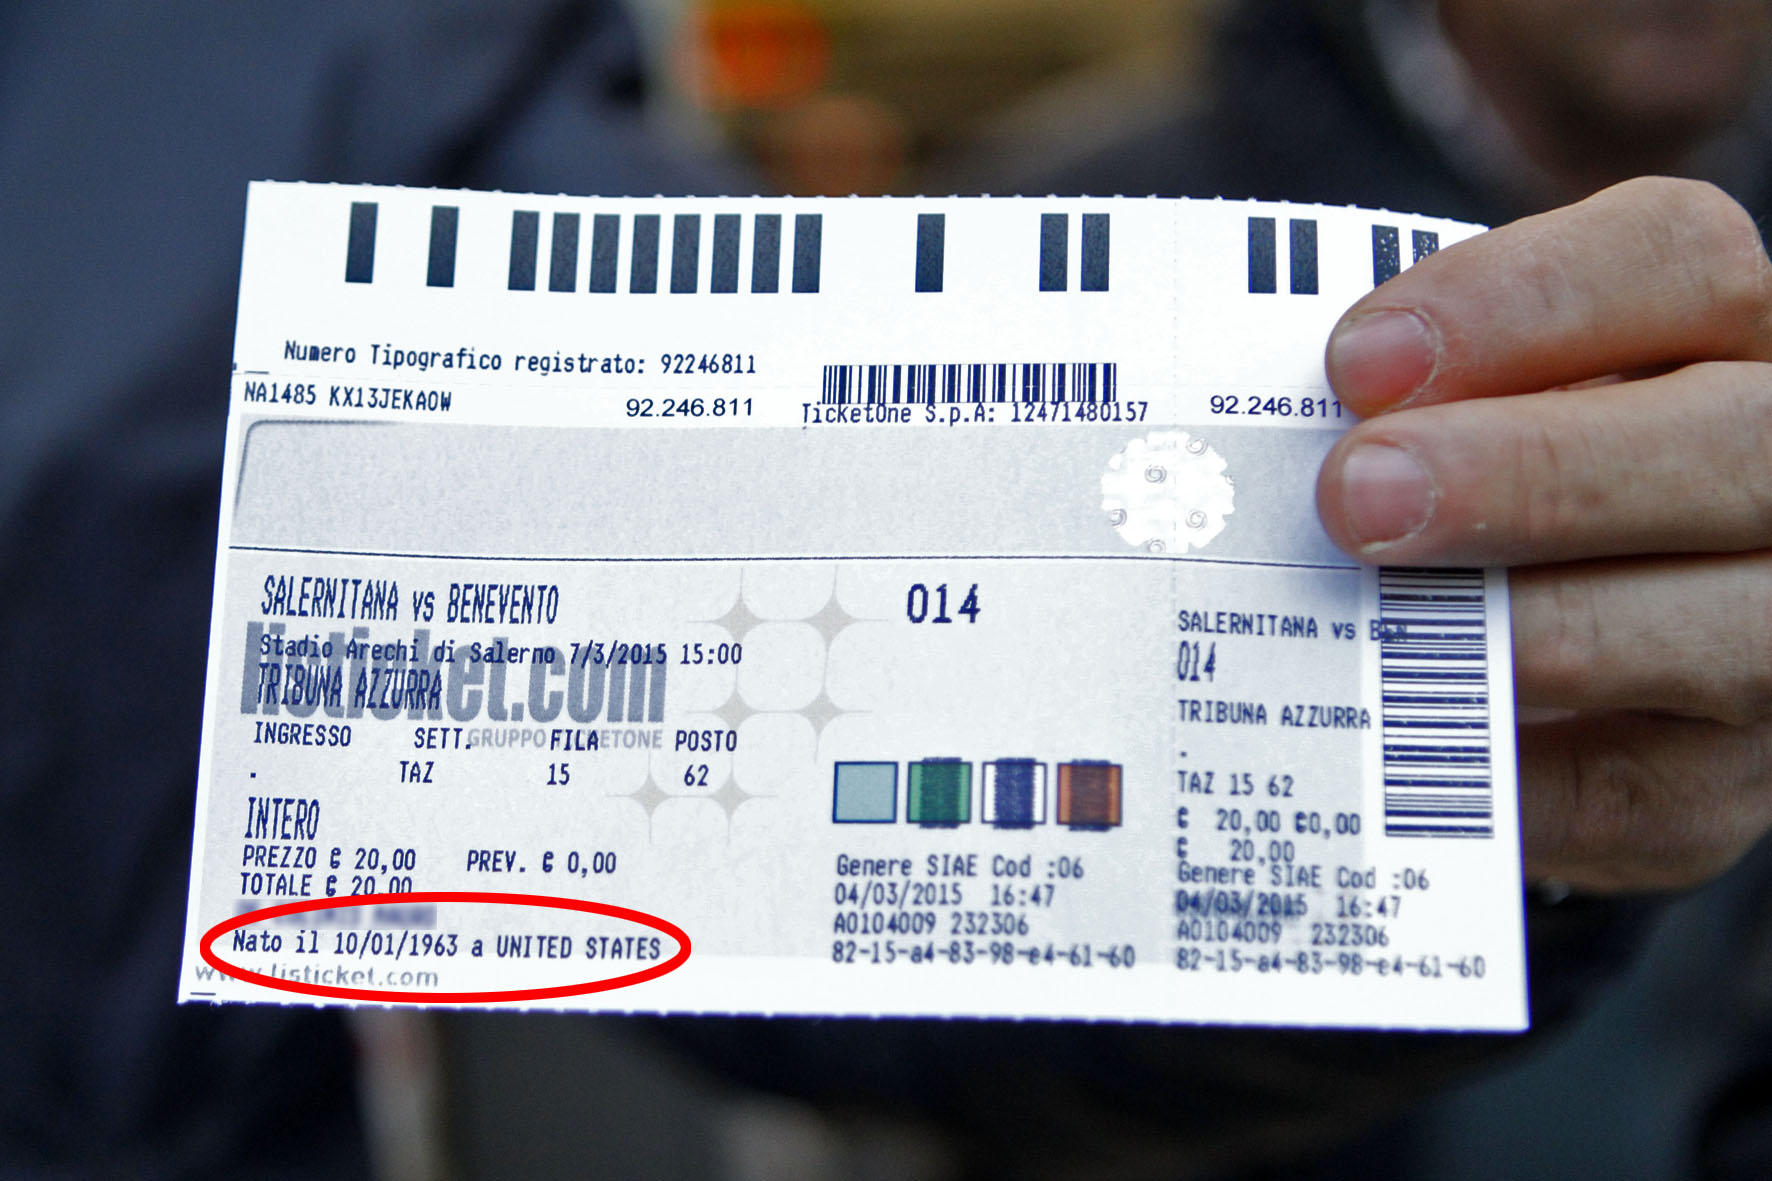 Numero Tipografico registrato: 92246811
NA1485 KX13JEKAOW
92.246.811
TicketOne S.p.A: 12471480157
92.246.811
SALERNITANA vs BENEVENTO
listicket.com
Stadio Arechi di Salerno 7/3/2015 15:00
TRIBUNA AZZURRA
GRUPPO TICKETONE
INGRESSO SETT. FILA POSTO
. TAZ 15 62
INTERO
PREZZO € 20,00 PREV. € 0,00
TOTALE € 20,00
Nato il 10/01/1963 a UNITED STATES
www.listicket.com
014
Genere SIAE Cod :06
04/03/2015 16:47
A0104009 232306
82-15-a4-83-98-e4-61-60
SALERNITANA vs BEN
014
TRIBUNA AZZURRA
.
TAZ 15 62
€ 20,00 €0,00
€ 20,00
Genere SIAE Cod :06
04/03/2015 16:47
A0104009 232306
82-15-a4-83-98-e4-61-60